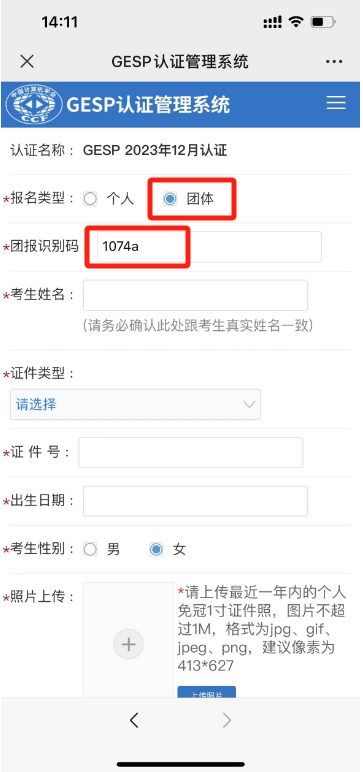 14:11
GESP认证管理系统
中国计算机学会
CCF
GESP认证管理系统
认证名称： GESP 2023年12月认证
*报名类型： 个人 团体
*团报识别码 1074a
*考生姓名：
(请务必确认此处跟考生真实姓名一致)
*证件类型：
请选择
*证 件 号：
*出生日期：
*考生性别： 男 女
*照片上传：
*请上传最近一年内的个人
免冠1寸证件照，图片不超
过1M，格式为jpg、gif、
jpeg、png，建议像素为
413*627
上传照片